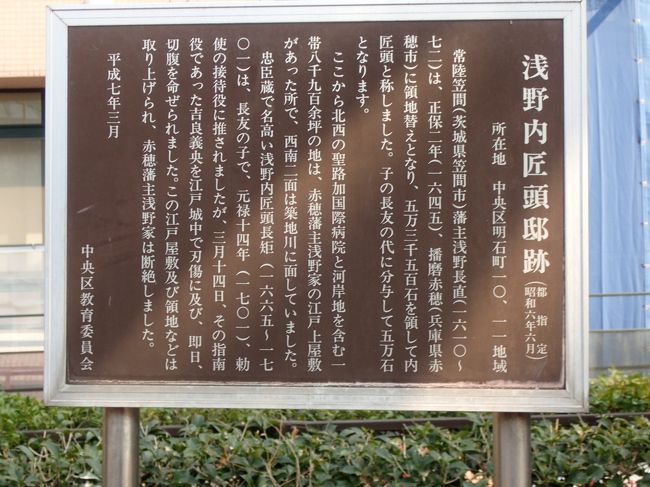 浅野内匠頭邸跡
（都指定 昭和六年六月）
所在地　中央区明石町一〇、一一地域
常陸笠間（茨城県笠間市）藩主浅野長直（一六一〇〜
七二）は、正保二年（一六四五）、播磨赤穂（兵庫県赤
穂市）に領地替えとなり、五万三千五百石を領して内
匠頭と称しました。子の長友の代に分与して五万石
となります。
ここから北西の聖路加国際病院と河岸地を含む一
帯八千九百余坪の地は、赤穂藩主浅野家の江戸上屋敷
があった所で、西南二面は築地川に面していました。
忠臣蔵で名高い浅野内匠頭長矩（一六六五〜一七
〇一）は、長友の子で、元禄十四年（一七〇一）、勅
使の接待役に推されましたが、三月十四日、その指南
役であった吉良義央を江戸城中で刃傷に及び、即日、
切腹を命ぜられました。この江戸屋敷及び領地などは
取り上げられ、赤穂藩主浅野家は断絶しました。
平成七年三月
中央区教育委員会